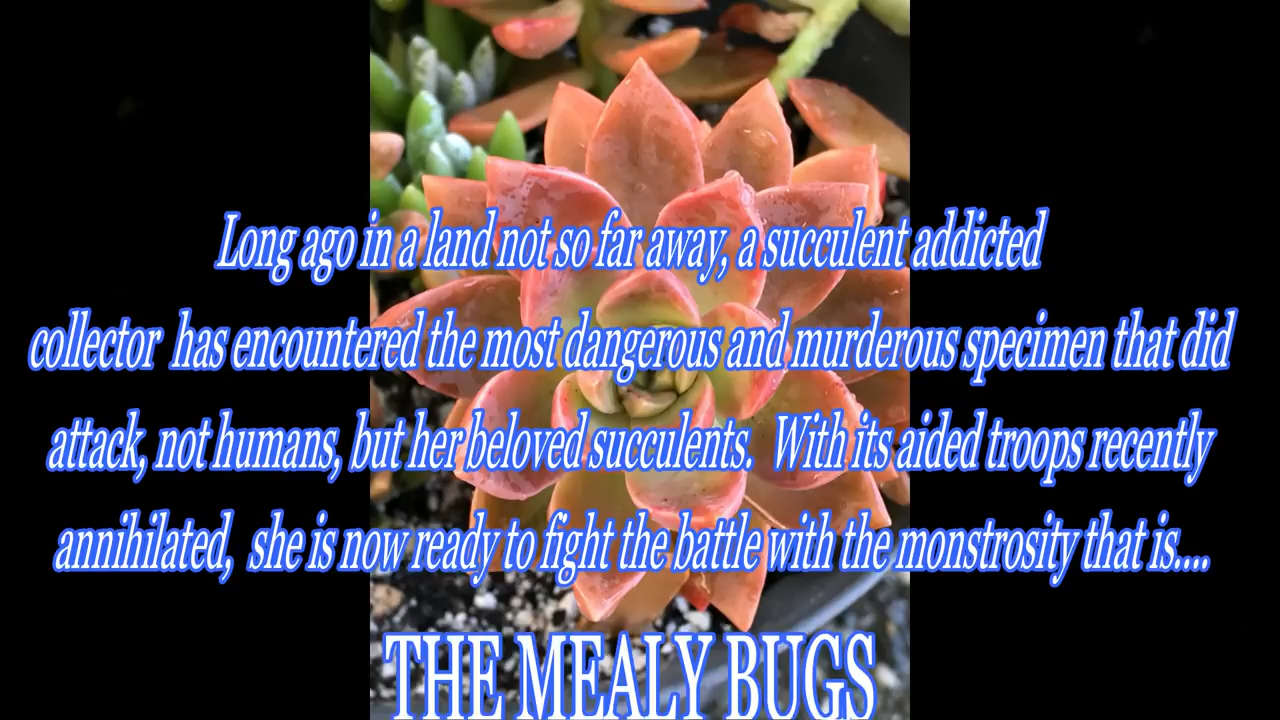 Long ago in a land not so far away, a succulent addicted
collector  has encountered the most dangerous and murderous specimen that did
attack, not humans, but her beloved succulents.  With its aided troops recently
annihilated,  she is now ready to fight the battle with the monstrosity that is....
THE MEALY BUGS